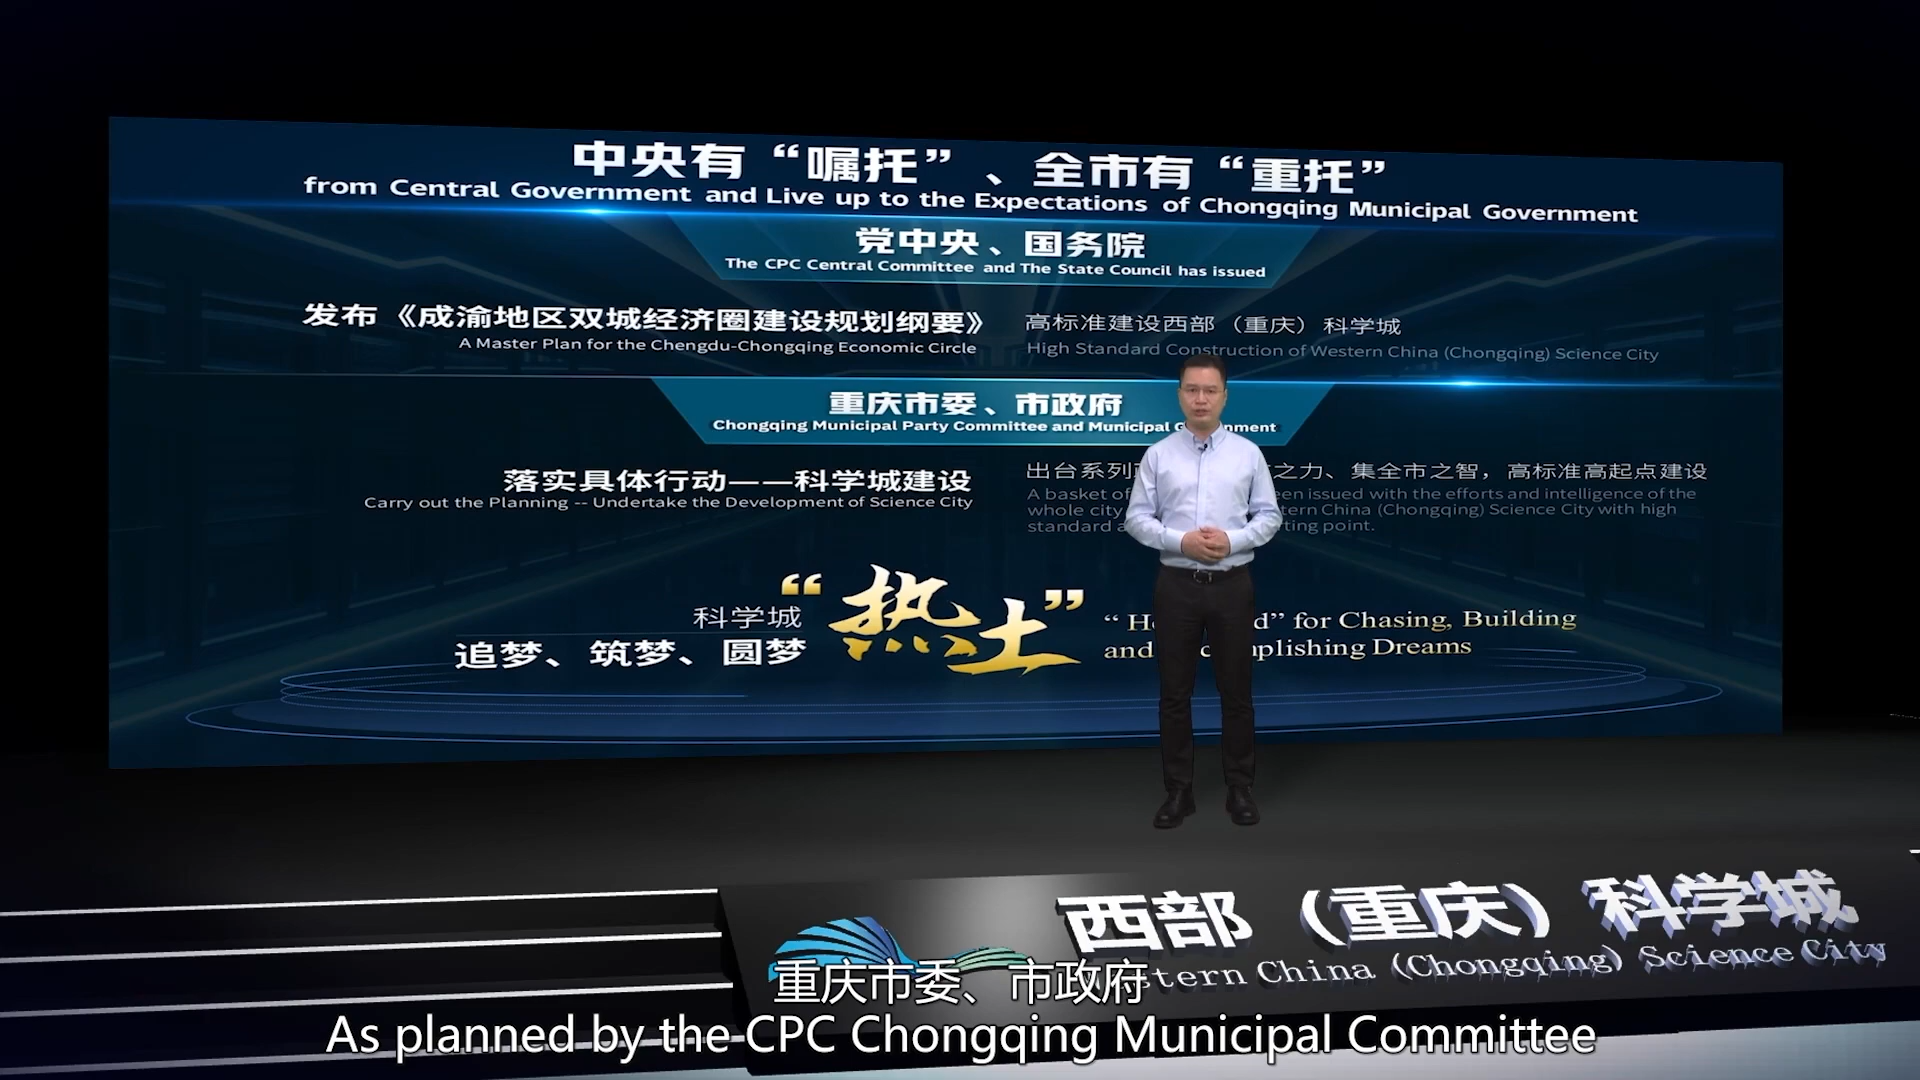 中央有“嘱托”、全市有“重托”
from Central Government and Live up to the Expectations of Chongqing Municipal Government
党中央、国务院
The CPC Central Committee and The State Council has issued
发布《成渝地区双城经济圈建设规划纲要》
A Master Plan for the Chengdu-Chongqing Economic Circle
高标准建设西部（重庆）科学城
High Standard Construction of Western China (Chongqing) Science City
重庆市委、市政府
Chongqing Municipal Party Committee and Municipal
落实具体行动——科学城建设
Carry out the Planning -- Undertake the Development of Science City
出台系列 之力、集全市之智，高标准高起点建设
A basket of issued with the efforts and intelligence of the
whole city China (Chongqing) Science City with high
standard point.
科学城
追梦、筑梦、圆梦
“热土”
for Chasing, Building
and Dreams
西部（重庆）科学城
China (Chongqing) Science City
重庆市委、市政府
As planned by the CPC Chongqing Municipal Committee